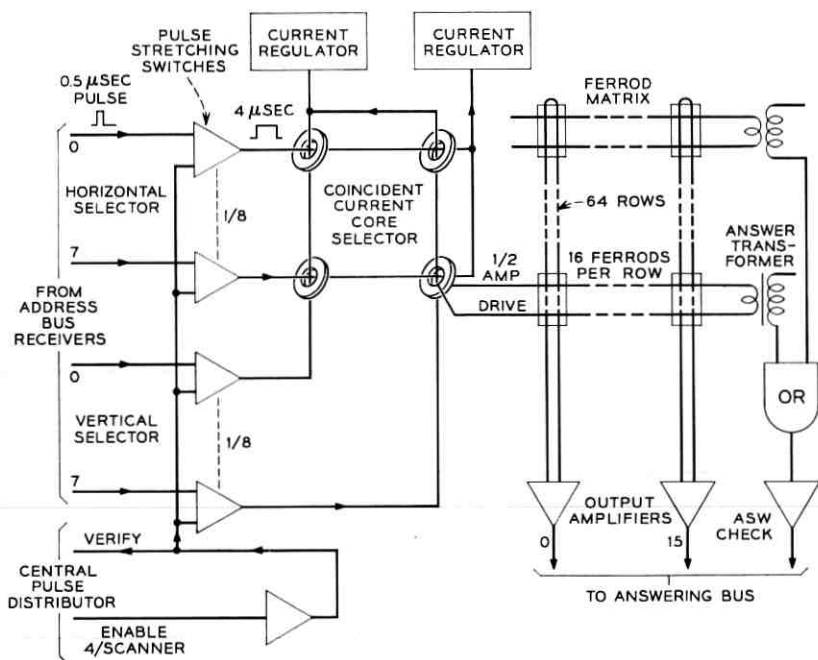 PULSE
STRETCHING
SWITCHES
CURRENT
REGULATOR
CURRENT
REGULATOR
0.5 μSEC
PULSE
4 μSEC
FERROD
MATRIX
0
HORIZONTAL
SELECTOR
1/8
COINCIDENT
CURRENT
CORE
SELECTOR
64 ROWS
ANSWER
TRANS-
FORMER
7
1/2
AMP
16 FERRODS
PER ROW
DRIVE
FROM
ADDRESS
BUS
RECEIVERS
0
OR
VERTICAL
SELECTOR
1/8
7
OUTPUT
AMPLIFIERS
ASW
CHECK
0
15
VERIFY
CENTRAL
PULSE
DISTRIBUTOR
TO ANSWERING BUS
ENABLE
4/SCANNER